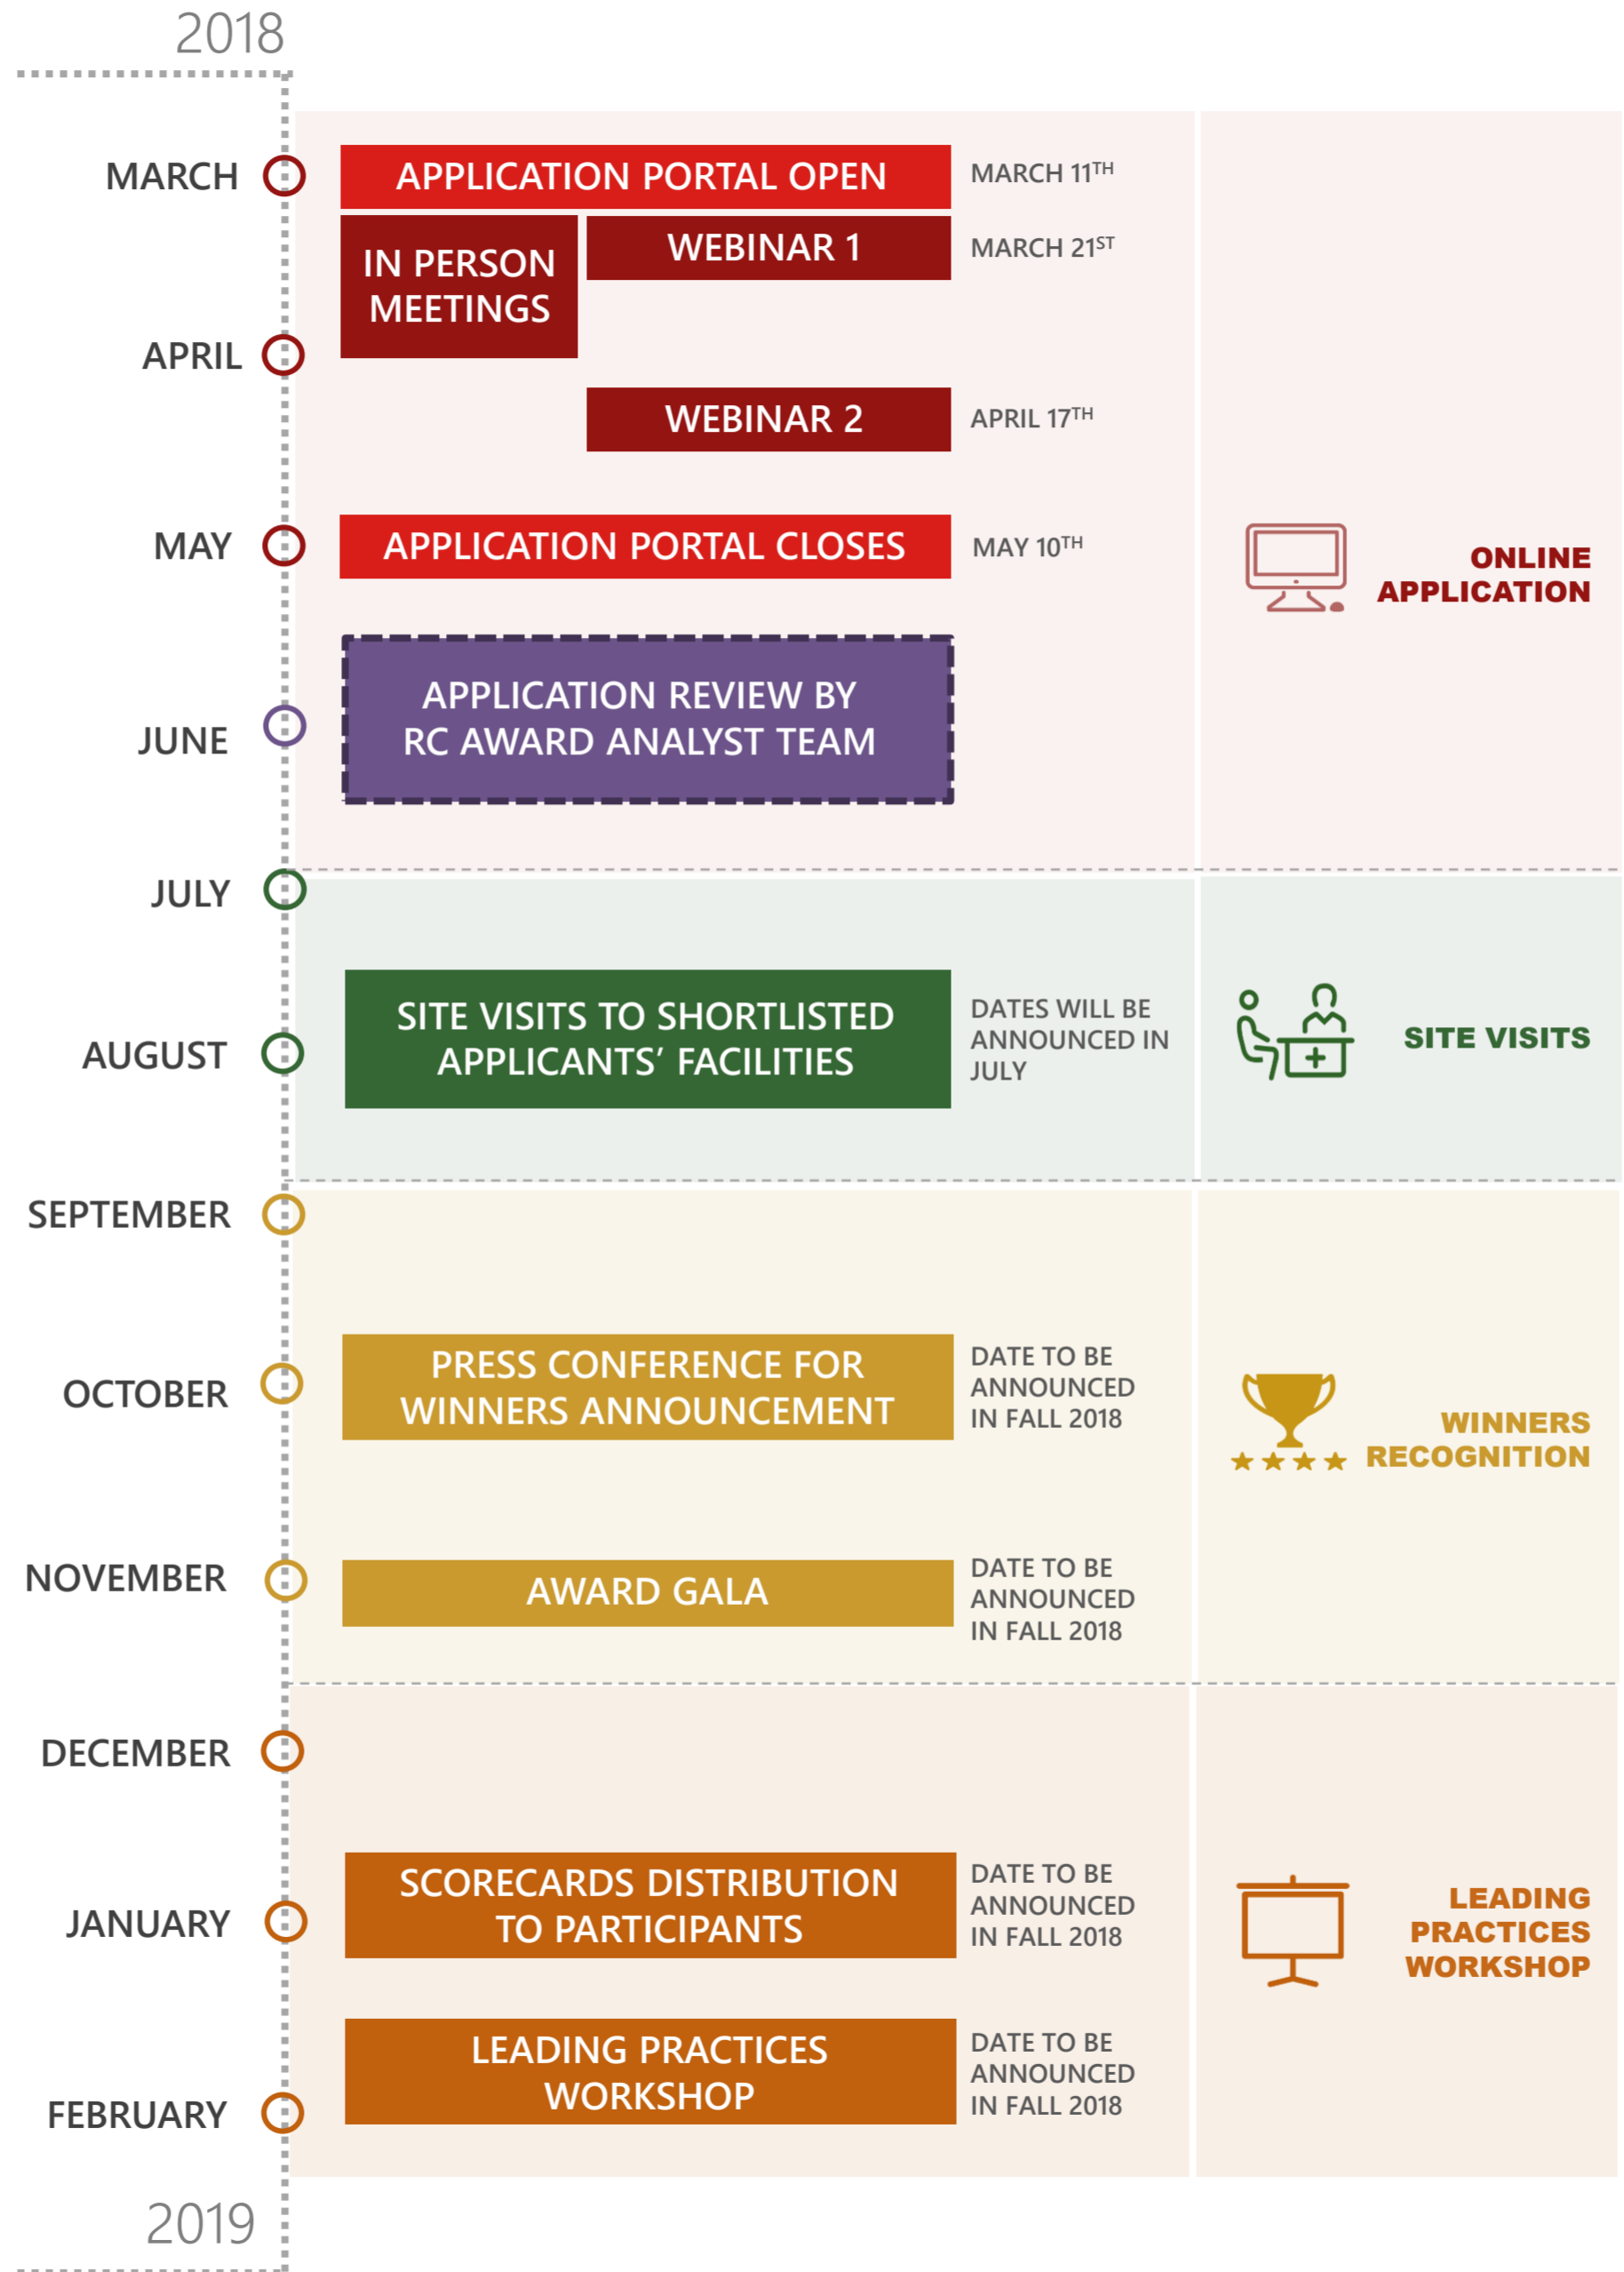 2018
MARCH
APPLICATION PORTAL OPEN
MARCH 11TH
IN PERSON
MEETINGS
WEBINAR 1
MARCH 21ST
APRIL
WEBINAR 2
APRIL 17TH
MAY
APPLICATION PORTAL CLOSES
MAY 10TH
ONLINE
APPLICATION
APPLICATION REVIEW BY
RC AWARD ANALYST TEAM
JUNE
JULY
AUGUST
SITE VISITS TO SHORTLISTED
APPLICANTS’ FACILITIES
DATES WILL BE
ANNOUNCED IN
JULY
SITE VISITS
SEPTEMBER
OCTOBER
PRESS CONFERENCE FOR
WINNERS ANNOUNCEMENT
DATE TO BE
ANNOUNCED
IN FALL 2018
WINNERS
RECOGNITION
NOVEMBER
AWARD GALA
DATE TO BE
ANNOUNCED
IN FALL 2018
DECEMBER
JANUARY
SCORECARDS DISTRIBUTION
TO PARTICIPANTS
DATE TO BE
ANNOUNCED
IN FALL 2018
LEADING
PRACTICES
WORKSHOP
FEBRUARY
LEADING PRACTICES
WORKSHOP
DATE TO BE
ANNOUNCED
IN FALL 2018
2019